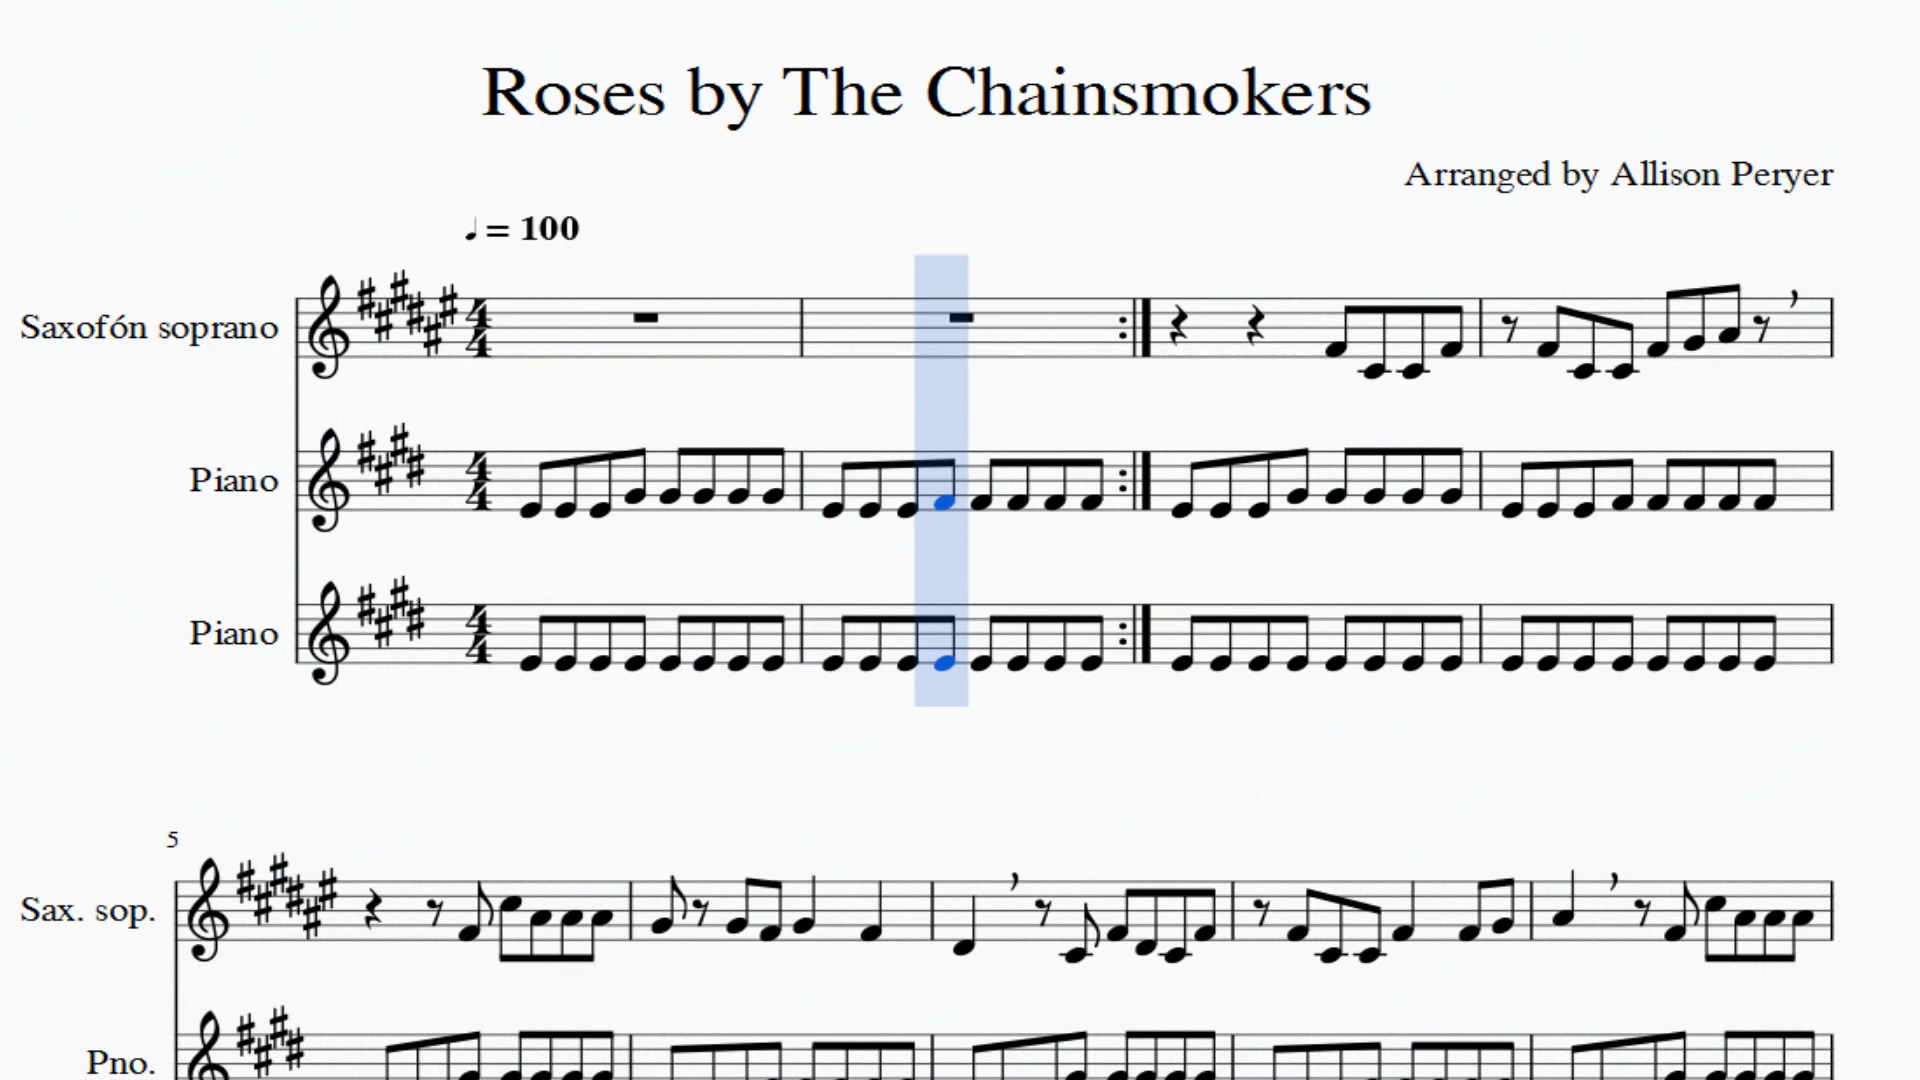 Roses by The Chainsmokers
Arranged by Allison Peryer
♩ = 100
Saxofón soprano
4
4
Piano
4
4
Piano
4
4
5
Sax. sop.
Pno.